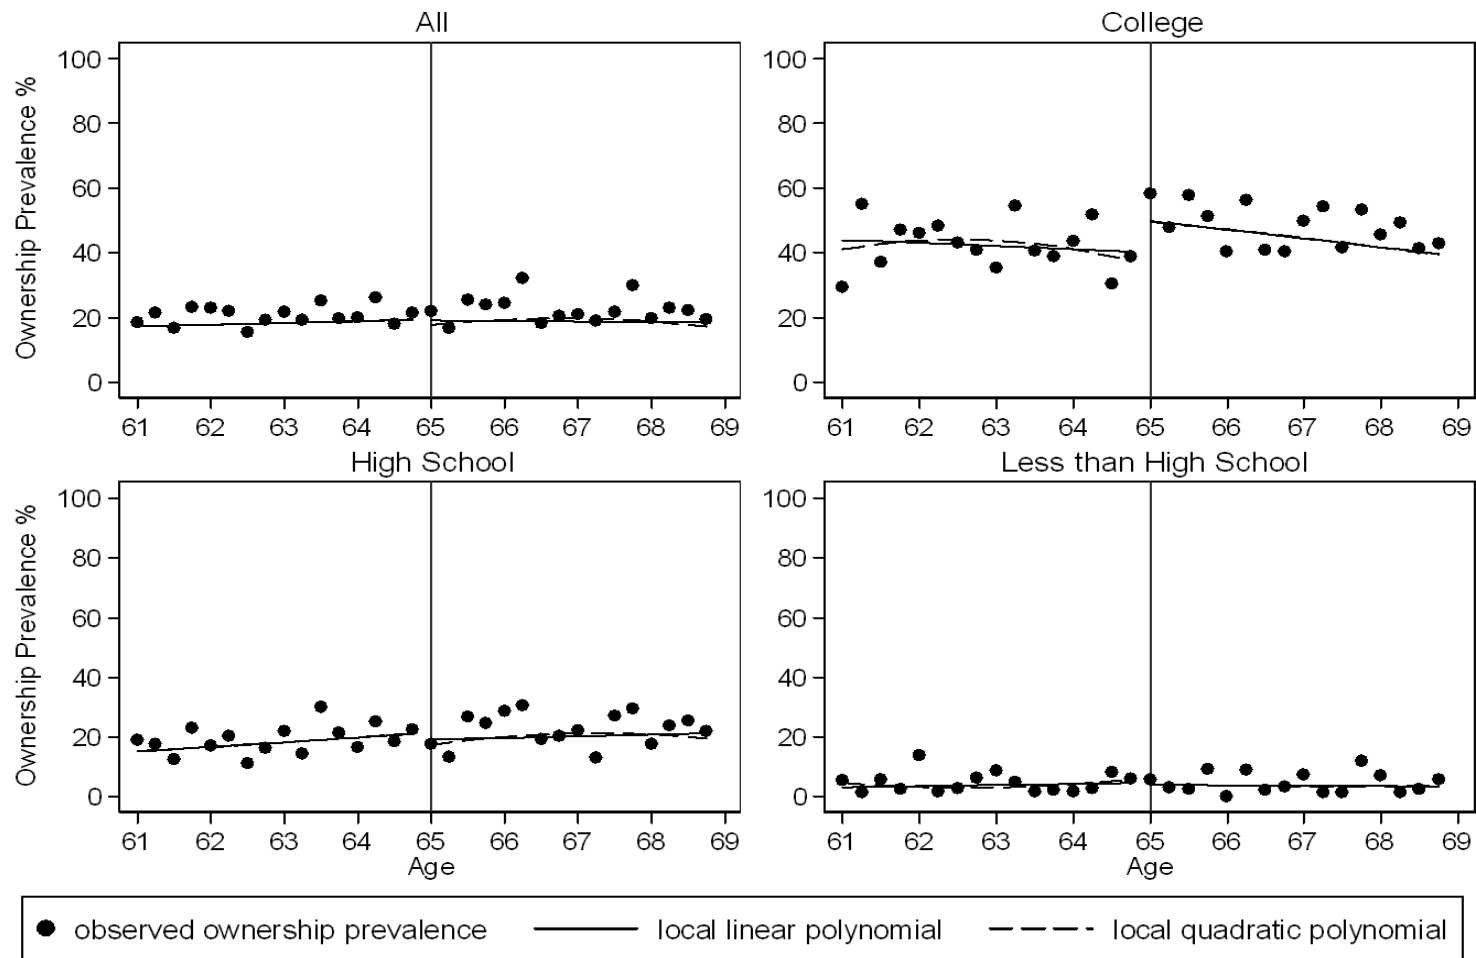 All
College
Ownership Prevalence %
100
80
60
40
20
0
61 62 63 64 65 66 67 68 69
100
80
60
40
20
0
61 62 63 64 65 66 67 68 69
High School
Less than High School
Ownership Prevalence %
100
80
60
40
20
0
61 62 63 64 65 66 67 68 69
Age
100
80
60
40
20
0
61 62 63 64 65 66 67 68 69
Age
observed ownership prevalence local linear polynomial local quadratic polynomial